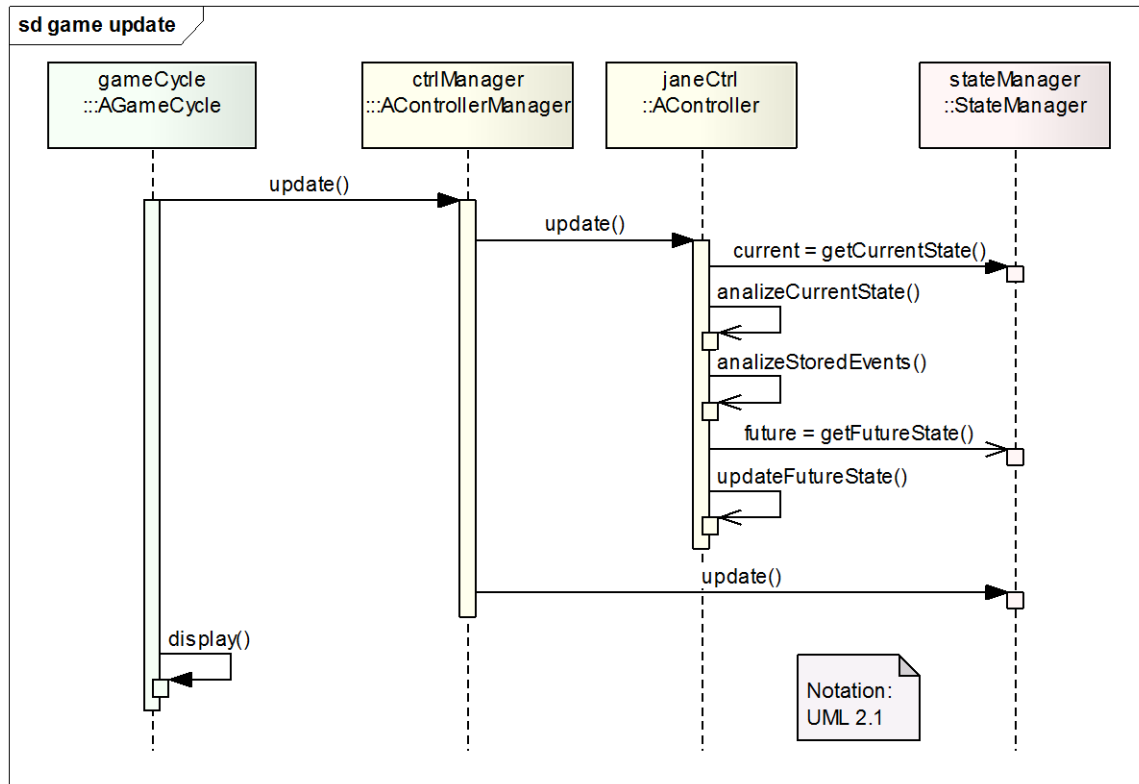 sd game update
gameCycle
:::AGameCycle
ctrlManager
:::AControllerManager
janeCtrl
::AController
stateManager
::StateManager
update()
update()
current = getCurrentState()
analizeCurrentState()
analizeStoredEvents()
future = getFutureState()
updateFutureState()
update()
display()
Notation:
UML 2.1